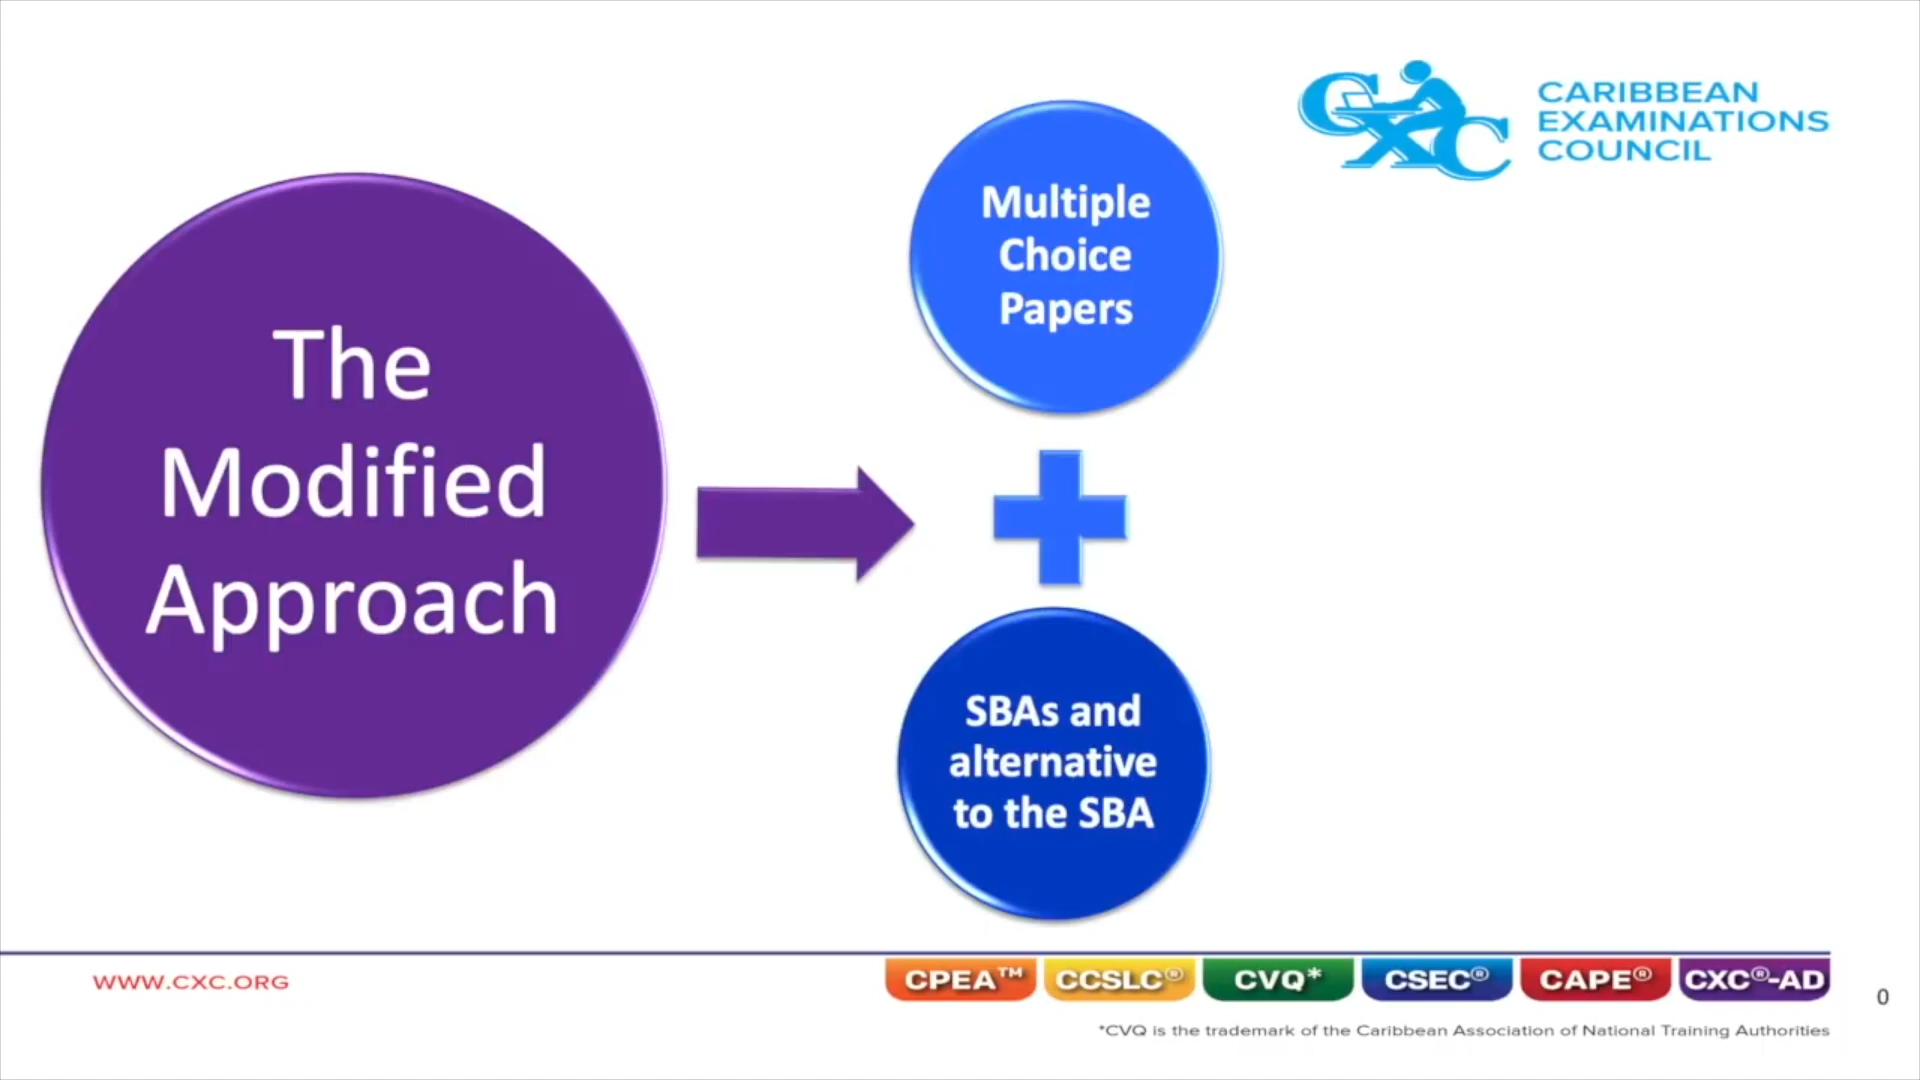 CXC
CARIBBEAN
EXAMINATIONS
COUNCIL
The
Modified
Approach
Multiple
Choice
Papers
SBAs and
alternative
to the SBA
WWW.CXC.ORG
CPEA™ CCSLC® CVQ* CSEC® CAPE® CXC®-AD
0
*CVQ is the trademark of the Caribbean Association of National Training Authorities